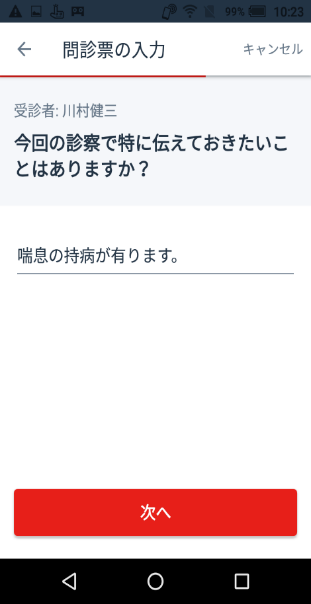 99% 10:23
問診票の入力 キャンセル
受診者: 川村健三
今回の診察で特に伝えておきたいこ
とはありますか？
喘息の持病が有ります。
次へ